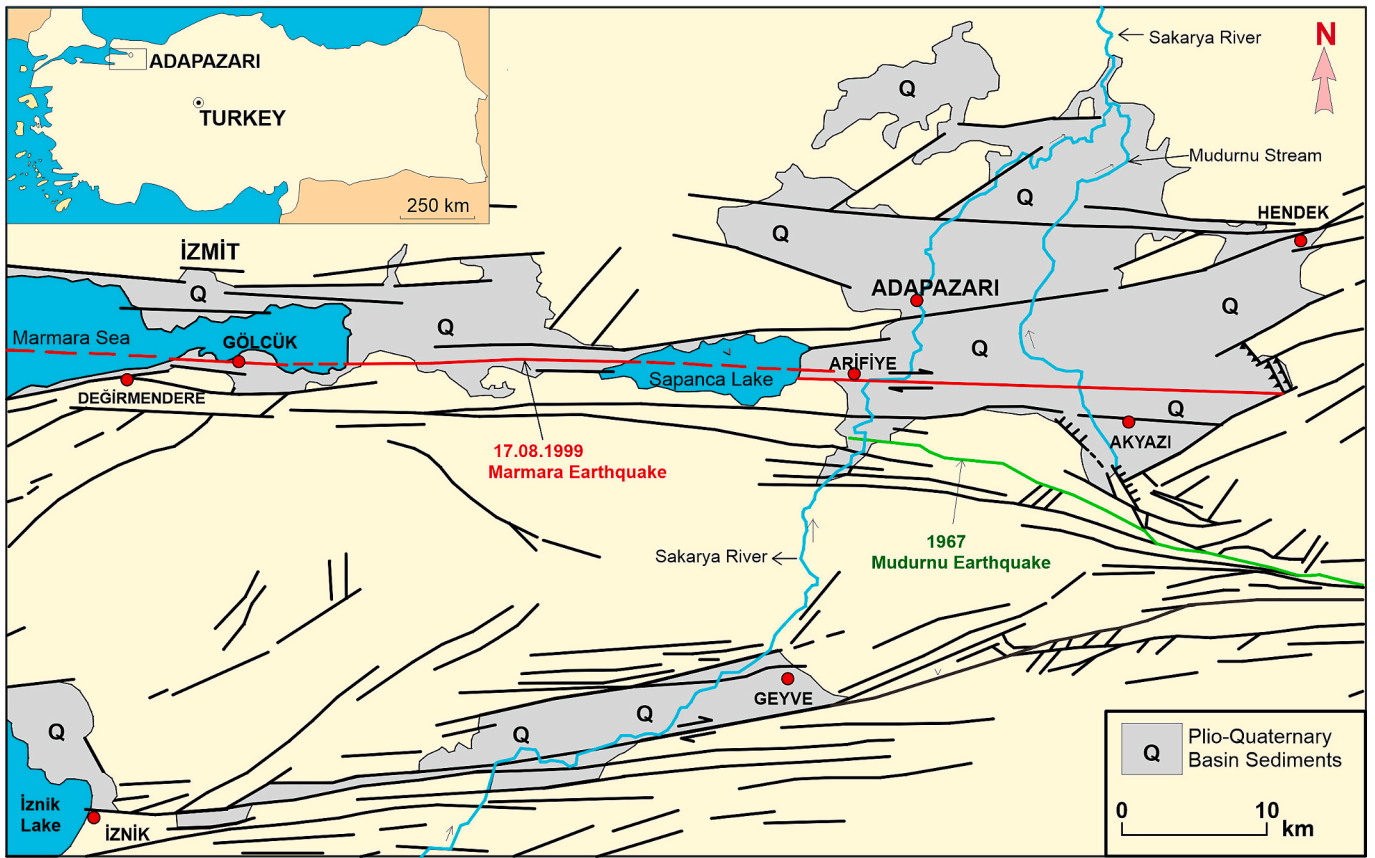 ADAPAZARI
TURKEY
250 km
Sakarya River
N
Q
Mudurnu Stream
Q
HENDEK
Q
İZMİT
Q
ADAPAZARI
Q
Q
Marmara Sea
GÖLCÜK
Q
ARİFİYE
Sapanca Lake
DEĞİRMENDERE
Q
AKYAZI
17.08.1999
Marmara Earthquake
1967
Mudurnu Earthquake
Sakarya River
GEYVE
Q
Q
Q
İznik
Lake
İZNİK
Q
Plio-Quaternary
Basin Sediments
0
10
km